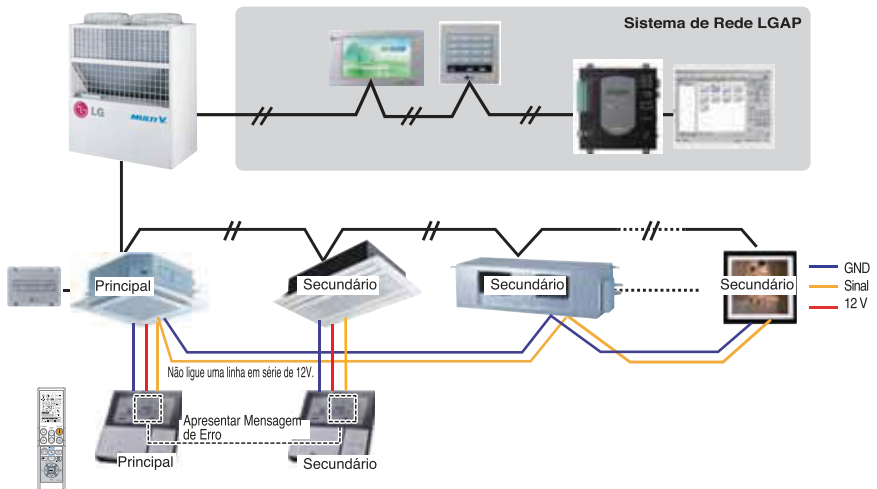 Sistema de Rede LGAP
LG
MULTI V
Principal
Secundário
Secundário
Secundário
GND
Sinal
12 V
Não ligue uma linha em série de 12V.
Apresentar Mensagem
de Erro
Principal
Secundário